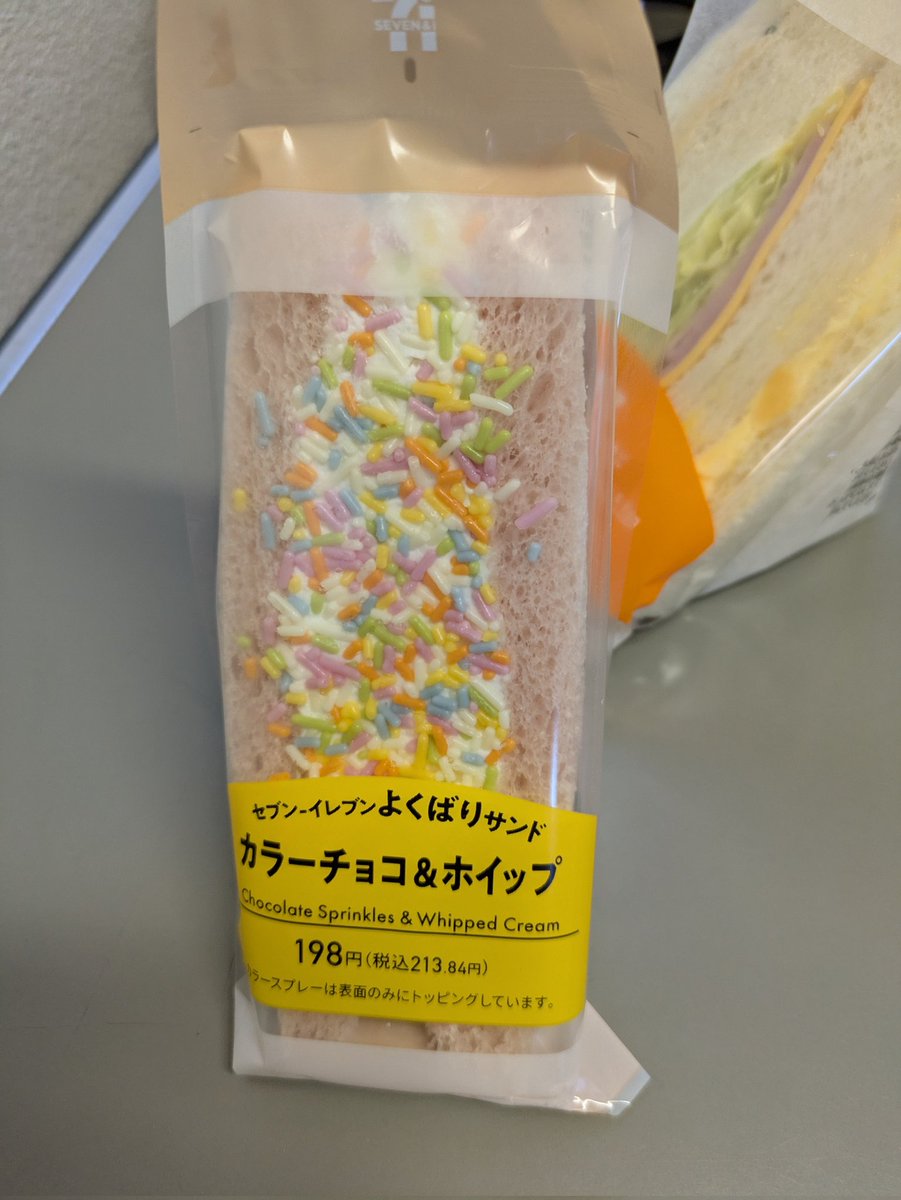 SEVEN&i
セブン-イレブンよくばりサンド
カラーチョコ&ホイップ
Chocolate Sprinkles & Whipped Cream
198円(税込213.84円)
カラースプレーは表面のみにトッピングしています。